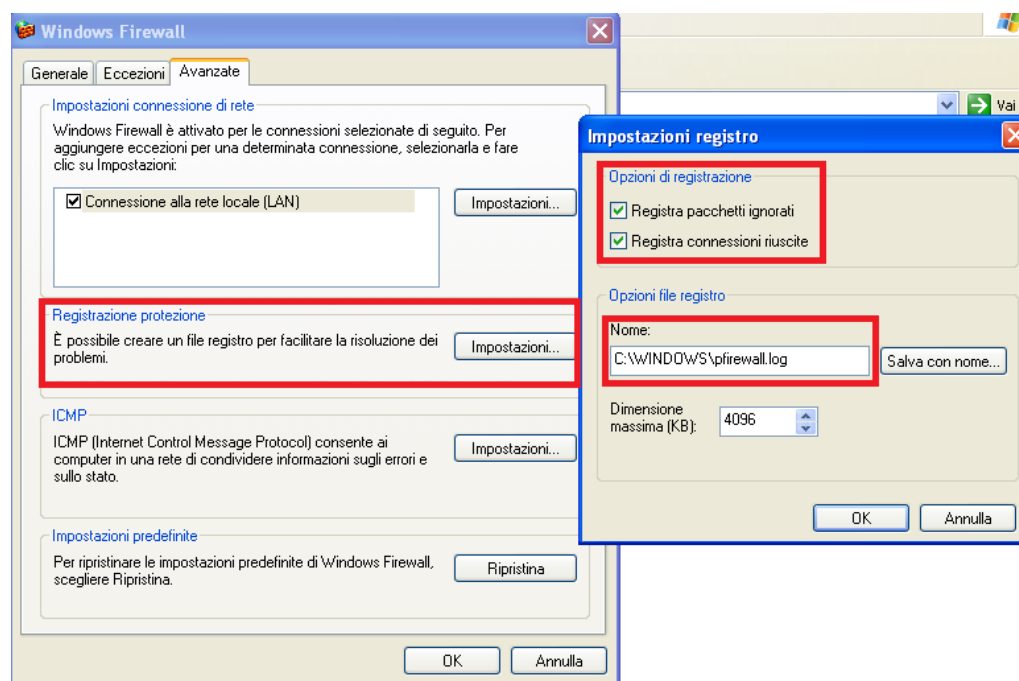 Windows Firewall
Generale
Eccezioni
Avanzate
Impostazioni connessione di rete
Windows Firewall è attivato per le connessioni selezionate di seguito. Per
aggiungere eccezioni per una determinata connessione, selezionarla e fare
clic su Impostazioni:
Connessione alla rete locale (LAN)
Impostazioni...
Registrazione protezione
È possibile creare un file registro per facilitare la risoluzione dei
problemi.
Impostazioni...
ICMP
ICMP (Internet Control Message Protocol) consente ai
computer in una rete di condividere informazioni sugli errori e
sullo stato.
Impostazioni...
Impostazioni predefinite
Per ripristinare le impostazioni predefinite di Windows Firewall,
scegliere Ripristina.
Ripristina
OK
Annulla
Vai
Impostazioni registro
Opzioni di registrazione
Registra pacchetti ignorati
Registra connessioni riuscite
Opzioni file registro
Nome:
C:\WINDOWS\pfirewall.log
Salva con nome...
Dimensione
massima (KB):
4096
OK
Annulla